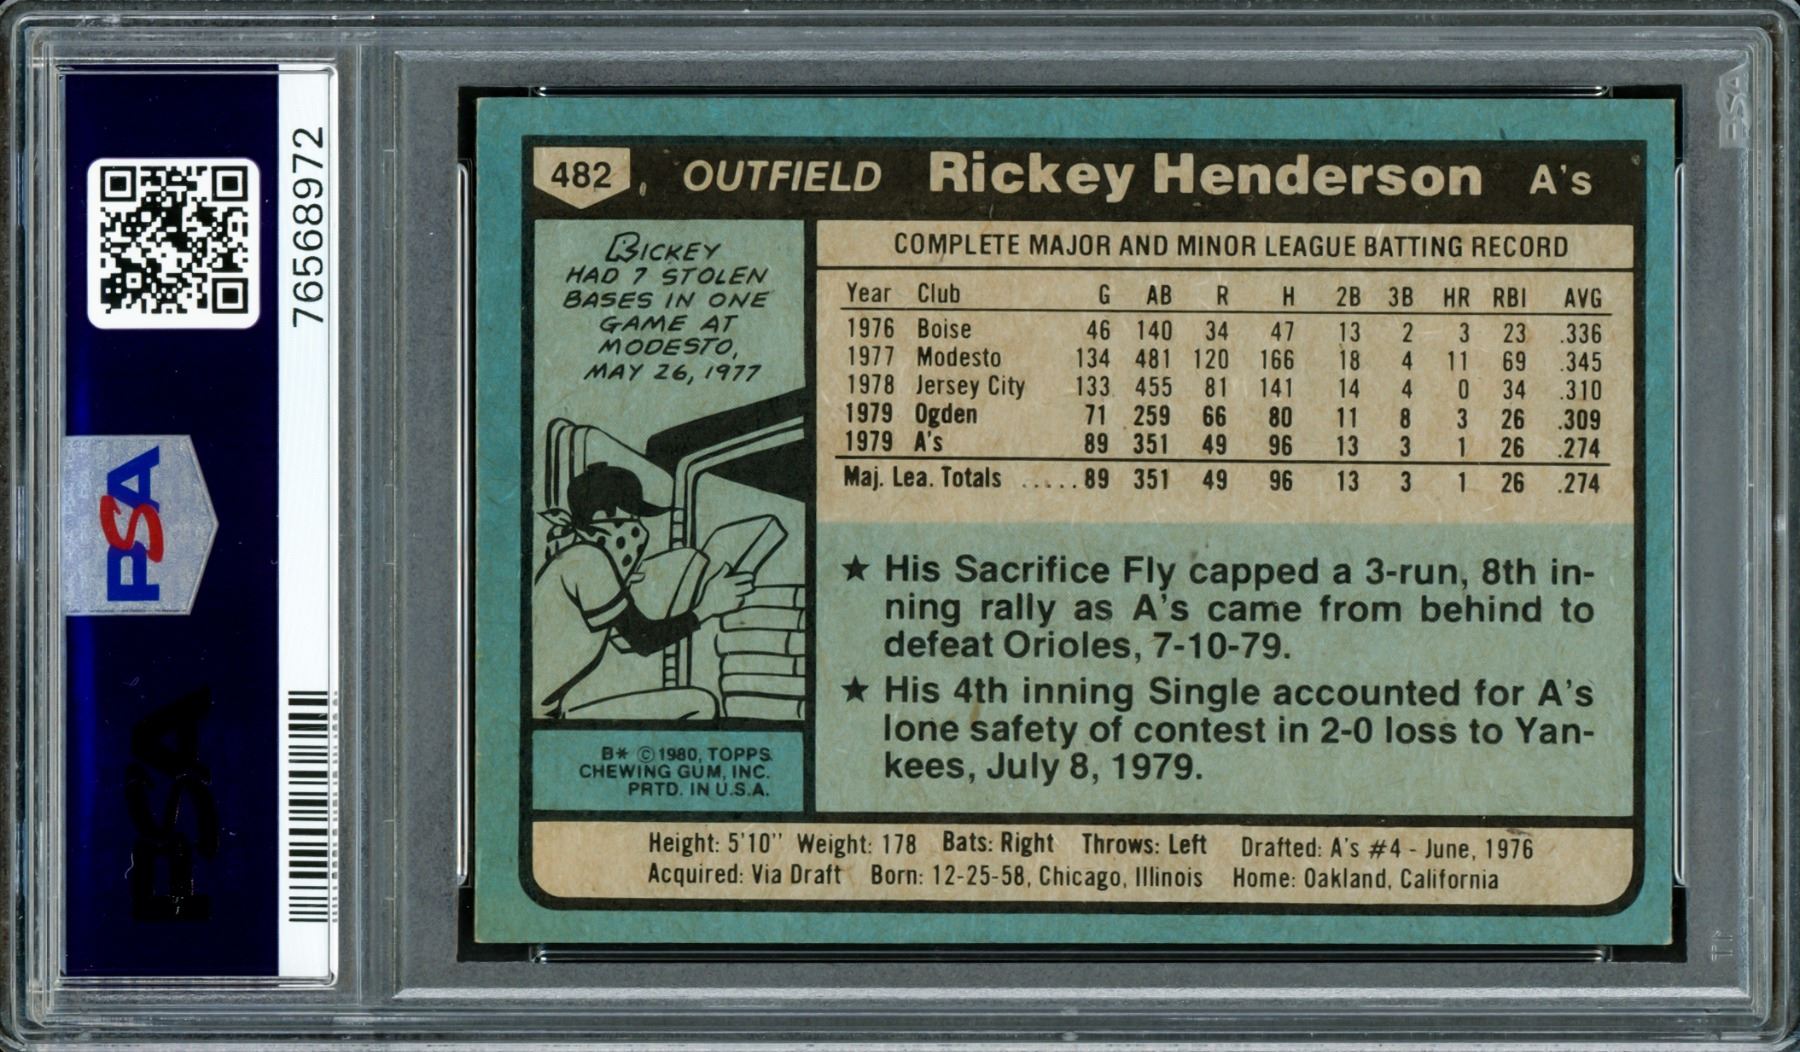 76568972
PSA
PSA
PSA
482 OUTFIELD Rickey Henderson A's
RICKEY
HAD 7 STOLEN
BASES IN ONE
GAME AT
MODESTO,
MAY 26, 1977
B* ©1980, TOPPS
CHEWING GUM, INC.
PRTD. IN U.S.A.
COMPLETE MAJOR AND MINOR LEAGUE BATTING RECORD
Year Club G AB R H 2B 3B HR RBI AVG
1976 Boise 46 140 34 47 13 2 3 23 .336
1977 Modesto 134 481 120 166 18 4 11 69 .345
1978 Jersey City 133 455 81 141 14 4 0 34 .310
1979 Ogden 71 259 66 80 11 8 3 26 .309
1979 A's 89 351 49 96 13 3 1 26 .274
Maj. Lea. Totals ..... 89 351 49 96 13 3 1 26 .274
★ His Sacrifice Fly capped a 3-run, 8th in-
ning rally as A's came from behind to
defeat Orioles, 7-10-79.
★ His 4th inning Single accounted for A's
lone safety of contest in 2-0 loss to Yan-
kees, July 8, 1979.
Height: 5'10" Weight: 178 Bats: Right Throws: Left Drafted: A's #4 - June, 1976
Acquired: Via Draft Born: 12-25-58, Chicago, Illinois Home: Oakland, California